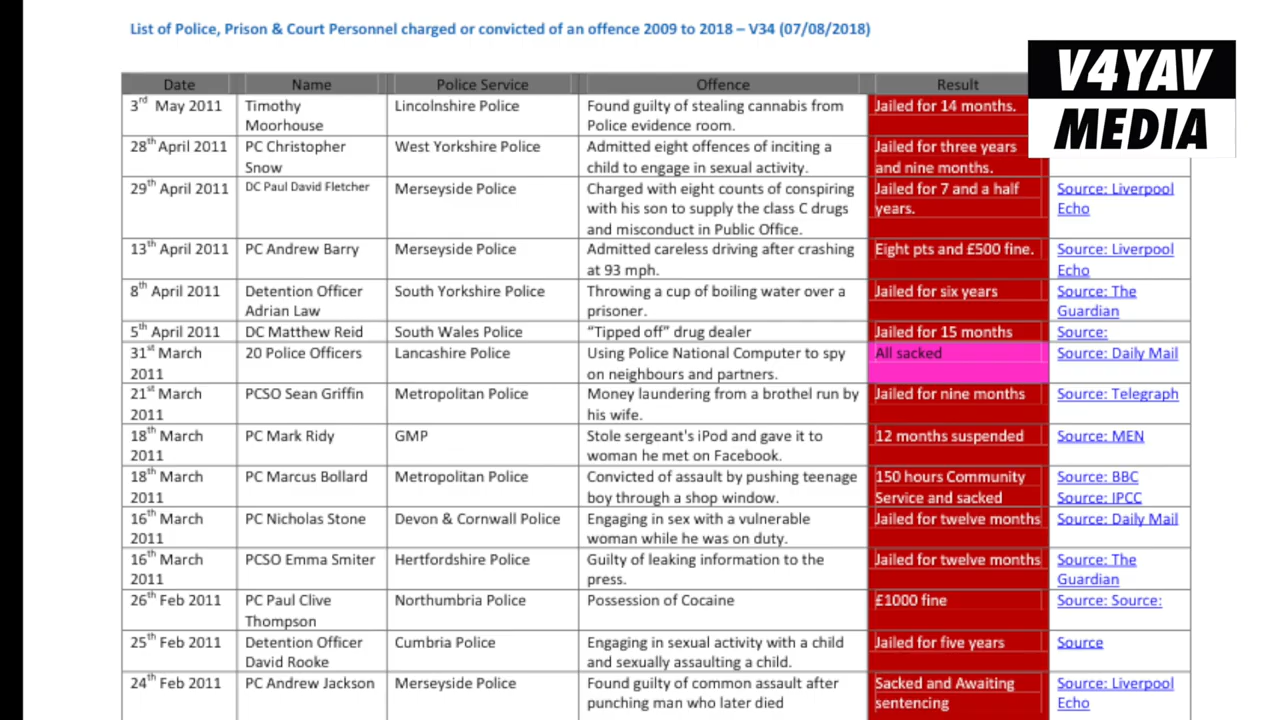 List of Police, Prison & Court Personnel charged or convicted of an offence 2009 to 2018 – V34 (07/08/2018)
V4YAV
MEDIA
Date Name Police Service Offence Result
3rd May 2011 Timothy Lincolnshire Police Found guilty of stealing cannabis from Jailed for 14 months.
Moorhouse Police evidence room.
28th April 2011 PC Christopher West Yorkshire Police Admitted eight offences of inciting a Jailed for three years
Snow child to engage in sexual activity. and nine months.
29th April 2011 DC Paul David Fletcher Merseyside Police Charged with eight counts of conspiring Jailed for 7 and a half Source: Liverpool
with his son to supply the class C drugs years. Echo
and misconduct in Public Office.
13th April 2011 PC Andrew Barry Merseyside Police Admitted careless driving after crashing Eight pts and £500 fine. Source: Liverpool
at 93 mph. Echo
8th April 2011 Detention Officer South Yorkshire Police Throwing a cup of boiling water over a Jailed for six years Source: The
Adrian Law prisoner. Guardian
5th April 2011 DC Matthew Reid South Wales Police “Tipped off” drug dealer Jailed for 15 months Source:
31st March 20 Police Officers Lancashire Police Using Police National Computer to spy All sacked Source: Daily Mail
2011 on neighbours and partners.
21st March PCSO Sean Griffin Metropolitan Police Money laundering from a brothel run by Jailed for nine months Source: Telegraph
2011 his wife.
18th March PC Mark Ridy GMP Stole sergeant's iPod and gave it to 12 months suspended Source: MEN
2011 woman he met on Facebook.
18th March PC Marcus Bollard Metropolitan Police Convicted of assault by pushing teenage 150 hours Community Source: BBC
2011 boy through a shop window. Service and sacked Source: IPCC
16th March PC Nicholas Stone Devon & Cornwall Police Engaging in sex with a vulnerable Jailed for twelve months Source: Daily Mail
2011 woman while he was on duty.
16th March PCSO Emma Smiter Hertfordshire Police Guilty of leaking information to the Jailed for twelve months Source: The
2011 press. Guardian
26th Feb 2011 PC Paul Clive Northumbria Police Possession of Cocaine £1000 fine Source: Source:
Thompson
25th Feb 2011 Detention Officer Cumbria Police Engaging in sexual activity with a child Jailed for five years Source
David Rooke and sexually assaulting a child.
24th Feb 2011 PC Andrew Jackson Merseyside Police Found guilty of common assault after Sacked and Awaiting Source: Liverpool
punching man who later died sentencing Echo